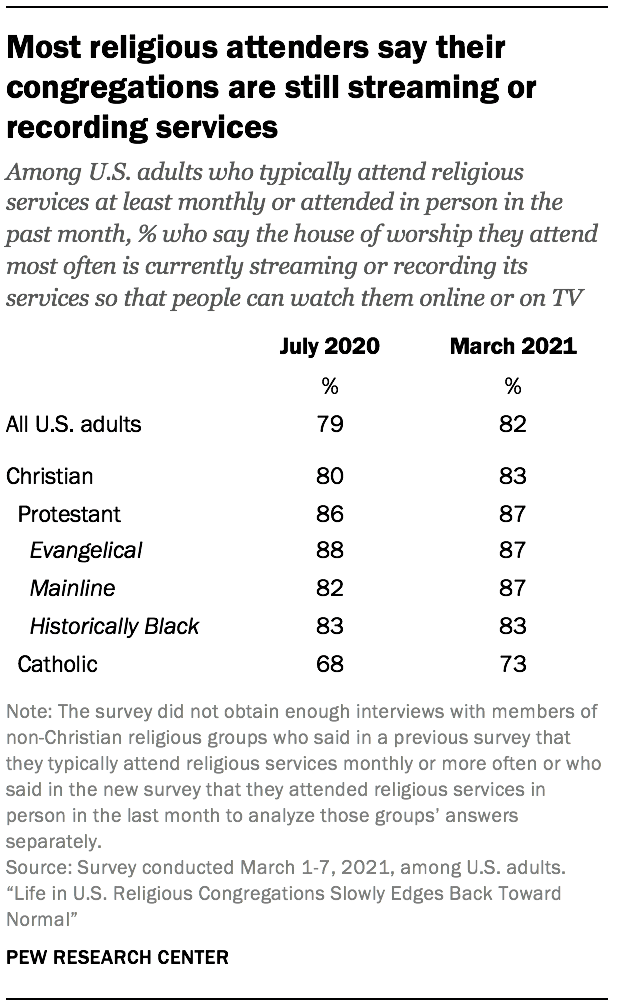 Most religious attenders say their
congregations are still streaming or
recording services
Among U.S. adults who typically attend religious
services at least monthly or attended in person in the
past month, % who say the house of worship they attend
most often is currently streaming or recording its
services so that people can watch them online or on TV
July 2020 March 2021
% %
All U.S. adults 79 82
Christian 80 83
Protestant 86 87
Evangelical 88 87
Mainline 82 87
Historically Black 83 83
Catholic 68 73
Note: The survey did not obtain enough interviews with members of
non-Christian religious groups who said in a previous survey that
they typically attend religious services monthly or more often or who
said in the new survey that they attended religious services in
person in the last month to analyze those groups’ answers
separately.
Source: Survey conducted March 1-7, 2021, among U.S. adults.
“Life in U.S. Religious Congregations Slowly Edges Back Toward
Normal”
PEW RESEARCH CENTER